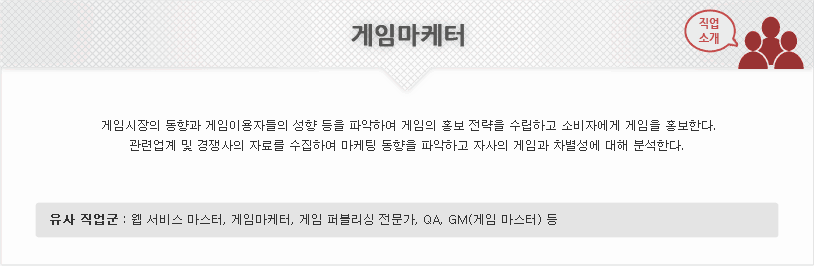 게임마케터
직업
소개
게임시장의 동향과 게임이용자들의 성향 등을 파악하여 게임의 홍보 전략을 수립하고 소비자에게 게임을 홍보한다.
관련업계 및 경쟁사의 자료를 수집하여 마케팅 동향을 파악하고 자사의 게임과 차별성에 대해 분석한다.
유사 직업군 : 웹 서비스 마스터, 게임마케터, 게임 퍼블리싱 전문가, QA, GM(게임 마스터) 등